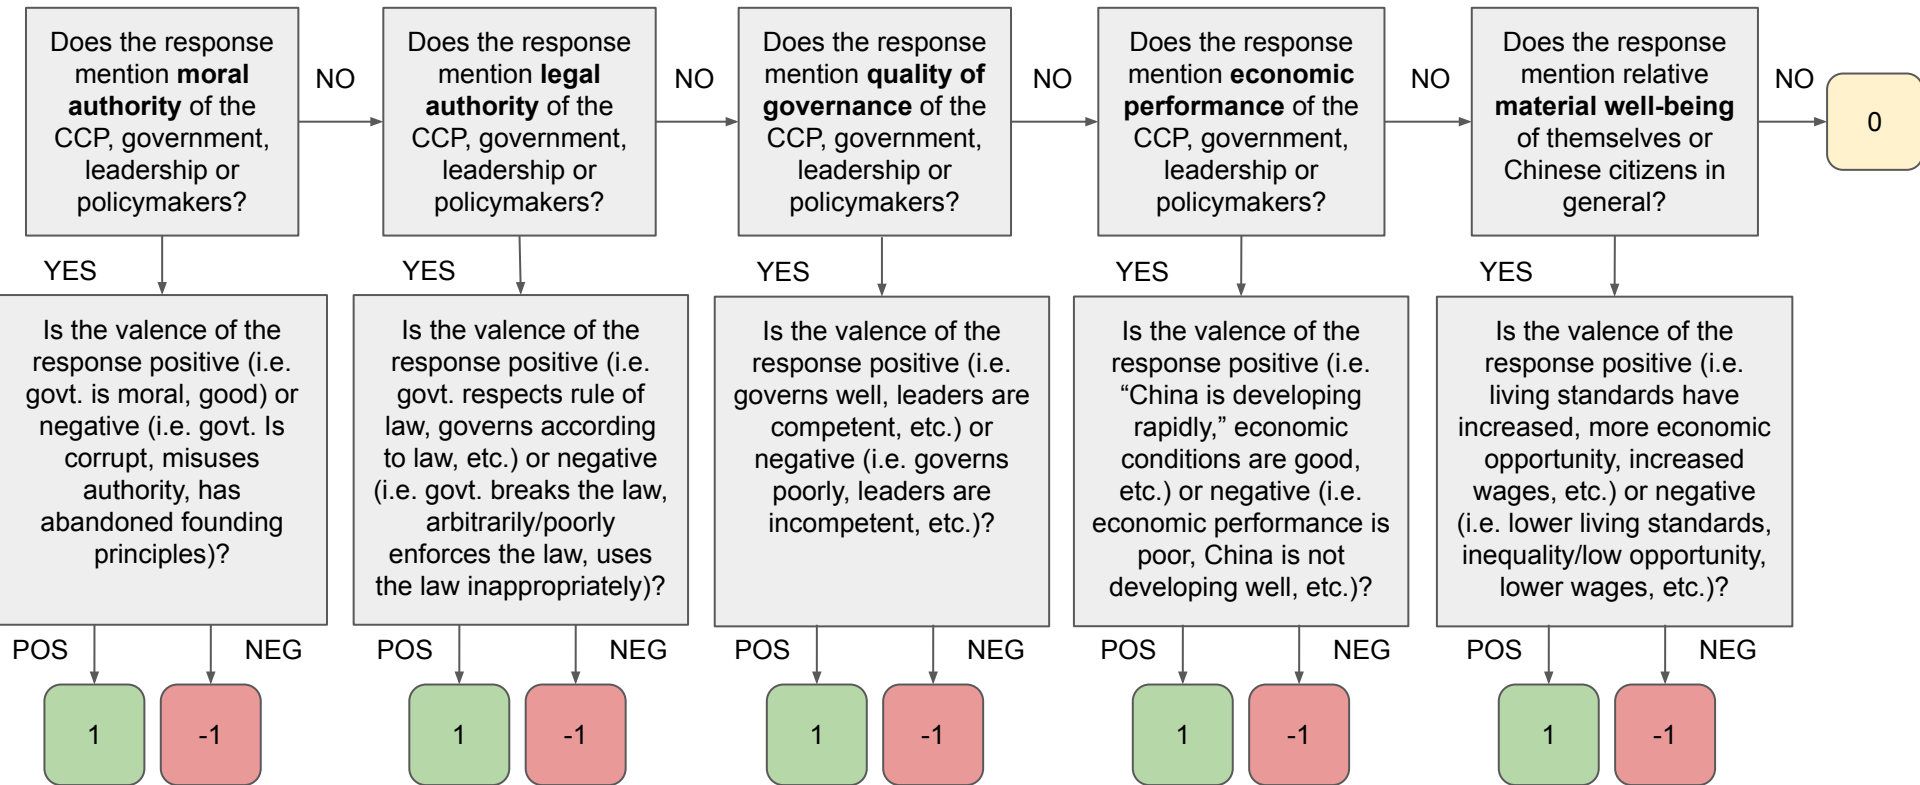 Does the response
mention moral
authority of the
CCP, government,
leadership or
policymakers?
NO
Does the response
mention legal
authority of the
CCP, government,
leadership or
policymakers?
NO
Does the response
mention quality of
governance of the
CCP, government,
leadership or
policymakers?
NO
Does the response
mention economic
performance of the
CCP, government,
leadership or
policymakers?
NO
Does the response
mention relative
material well-being
of themselves or
Chinese citizens in
general?
NO
0
YES
YES
YES
YES
YES
Is the valence of the
response positive (i.e.
govt. is moral, good) or
negative (i.e. govt. Is
corrupt, misuses
authority, has
abandoned founding
principles)?
Is the valence of the
response positive (i.e.
govt. respects rule of
law, governs according
to law, etc.) or negative
(i.e. govt. breaks the law,
arbitrarily/poorly
enforces the law, uses
the law inappropriately)?
Is the valence of the
response positive (i.e.
governs well, leaders are
competent, etc.) or
negative (i.e. governs
poorly, leaders are
incompetent, etc.)?
Is the valence of the
response positive (i.e.
“China is developing
rapidly,” economic
conditions are good,
etc.) or negative (i.e.
economic performance is
poor, China is not
developing well, etc.)?
Is the valence of the
response positive (i.e.
living standards have
increased, more economic
opportunity, increased
wages, etc.) or negative
(i.e. lower living standards,
inequality/low opportunity,
lower wages, etc.)?
POS
NEG
POS
NEG
POS
NEG
POS
NEG
POS
NEG
1
-1
1
-1
1
-1
1
-1
1
-1